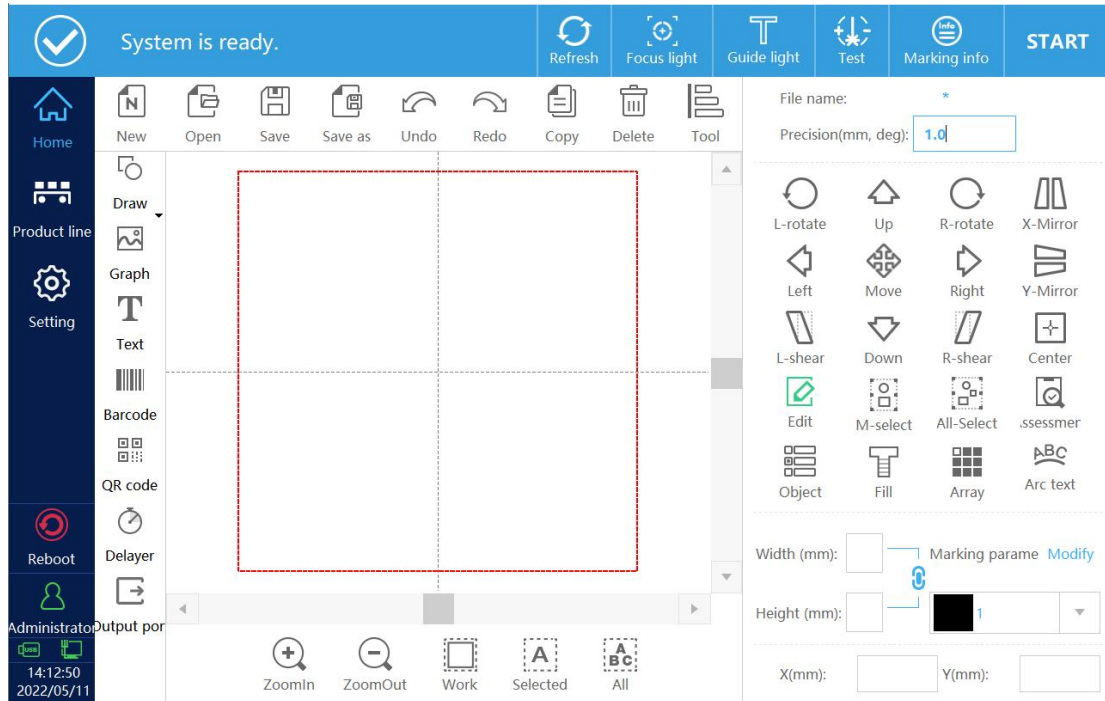 System is ready.
Refresh
Focus light
Guide light
Test
Info
Marking info
START
Home
Product line
Setting
Reboot
Administrator
USB
14:12:50
2022/05/11
N
New
Open
Save
Save as
Undo
Redo
Copy
Delete
Tool
Draw
Graph
T
Text
Barcode
QR code
Delayer
Output por
ZoomIn
ZoomOut
Work
A
Selected
A
B C
All
File name: *
Precision(mm, deg): 1.0
L-rotate
Up
R-rotate
X-Mirror
Left
Move
Right
Y-Mirror
L-shear
Down
R-shear
Center
Edit
M-select
All-Select
ssessmer
Object
Fill
Array
ABC
Arc text
Width (mm):
Marking parame Modify
Height (mm):
1
X(mm):
Y(mm):